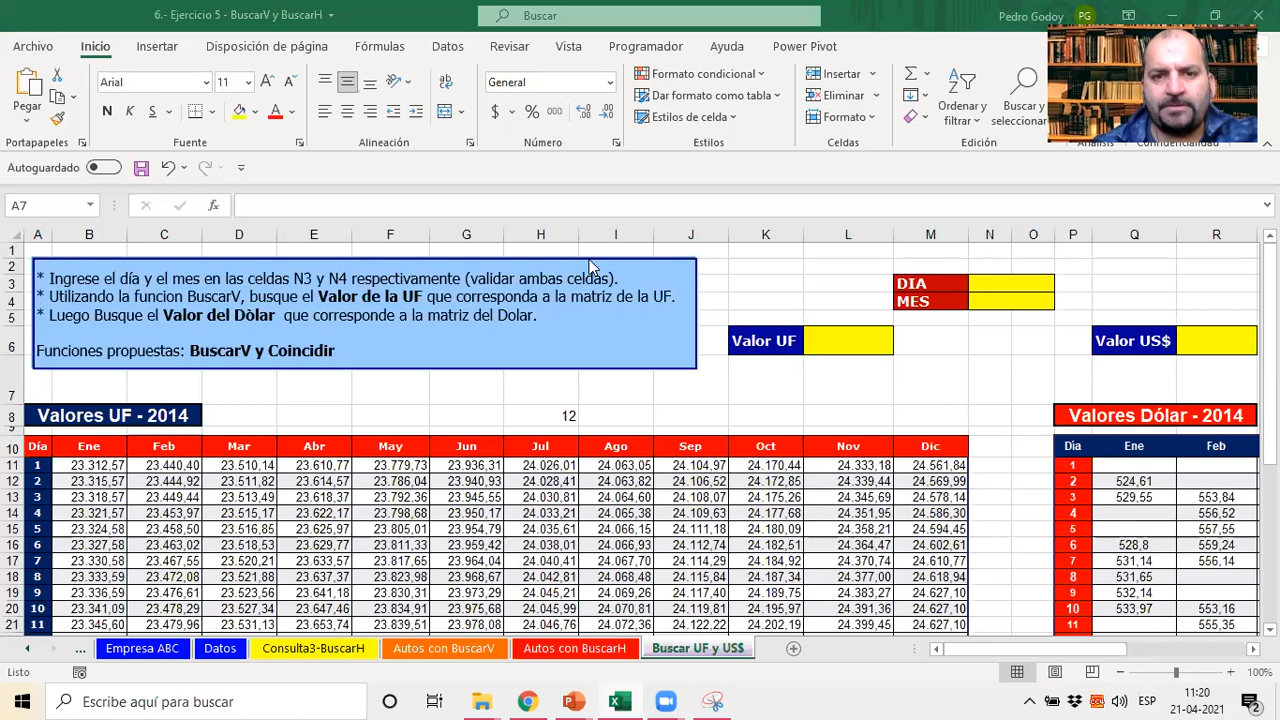 6.- Ejercicio 5 - BuscarV y BuscarH
Buscar
Pedro Godoy PG
Archivo Inicio Insertar Disposición de página Fórmulas Datos Revisar Vista Programador Ayuda Power Pivot
Pegar
Arial 11
N K S
General
$ % 000
Formato condicional
Dar formato como tabla
Estilos de celda
Insertar
Eliminar
Formato
Ordenar y filtrar
Buscar y seleccionar
Portapapeles Fuente Alineación Número Estilos Celdas Edición Análisis Confidencialidad
Autoguardado
A7 fx
A B C D E F G H I J K L M N O P Q R
1
2
3
4
5
6
7
8
9
* Ingrese el día y el mes en las celdas N3 y N4 respectivamente (validar ambas celdas).
* Utilizando la funcion BuscarV, busque el Valor de la UF que corresponda a la matriz de la UF.
* Luego Busque el Valor del Dòlar que corresponde a la matriz del Dolar.
Funciones propuestas: BuscarV y Coincidir
DIA
MES
Valor UF
Valor US$
Valores UF - 2014 12 Valores Dólar - 2014
10 Día Ene Feb Mar Abr May Jun Jul Ago Sep Oct Nov Dic Dia Ene Feb
11 1 23.312,57 23.440,40 23.510,14 23.610,77 23.779,73 23.936,31 24.026,01 24.063,05 24.104,97 24.170,44 24.333,18 24.561,84 1
12 2 23.315,57 23.444,92 23.511,82 23.614,57 23.786,04 23.940,93 24.028,41 24.063,82 24.106,52 24.172,85 24.339,44 24.569,99 2 524,61
13 3 23.318,57 23.449,44 23.513,49 23.618,37 23.792,36 23.945,55 24.030,81 24.064,60 24.108,07 24.175,26 24.345,69 24.578,14 3 529,55 553,84
14 4 23.321,57 23.453,97 23.515,17 23.622,17 23.798,68 23.950,17 24.033,21 24.065,38 24.109,63 24.177,68 24.351,95 24.586,30 4 556,52
15 5 23.324,58 23.458,50 23.516,85 23.625,97 23.805,01 23.954,79 24.035,61 24.066,15 24.111,18 24.180,09 24.358,21 24.594,45 5 557,55
16 6 23.327,58 23.463,02 23.518,53 23.629,77 23.811,33 23.959,42 24.038,01 24.066,93 24.112,74 24.182,51 24.364,47 24.602,61 6 528,8 559,24
17 7 23.330,58 23.467,55 23.520,21 23.633,57 23.817,66 23.964,04 24.040,41 24.067,70 24.114,29 24.184,92 24.370,74 24.610,77 7 531,14 556,14
18 8 23.333,59 23.472,08 23.521,88 23.637,37 23.823,98 23.968,67 24.042,81 24.068,48 24.115,84 24.187,34 24.377,00 24.618,94 8 531,65
19 9 23.336,59 23.476,61 23.523,56 23.641,18 23.830,31 23.973,29 24.045,21 24.069,25 24.117,40 24.189,75 24.383,27 24.627,10 9 532,14
20 10 23.341,09 23.478,29 23.527,34 23.647,46 23.834,91 23.975,68 24.045,99 24.070,81 24.119,81 24.195,97 24.391,36 24.627,10 10 533,97 553,16
21 11 23.345,60 23.479,96 23.531,13 23.653,74 23.839,51 23.978,06 24.046,76 24.072,36 24.122,22 24.202,19 24.399,45 24.627,10 11 555,35
... Empresa ABC Datos Consulta3-BuscarH Autos con BuscarV Autos con BuscarH Buscar UF y US$
Listo 100%
Escribe aquí para buscar
ESP
11:20
21-04-2021
2